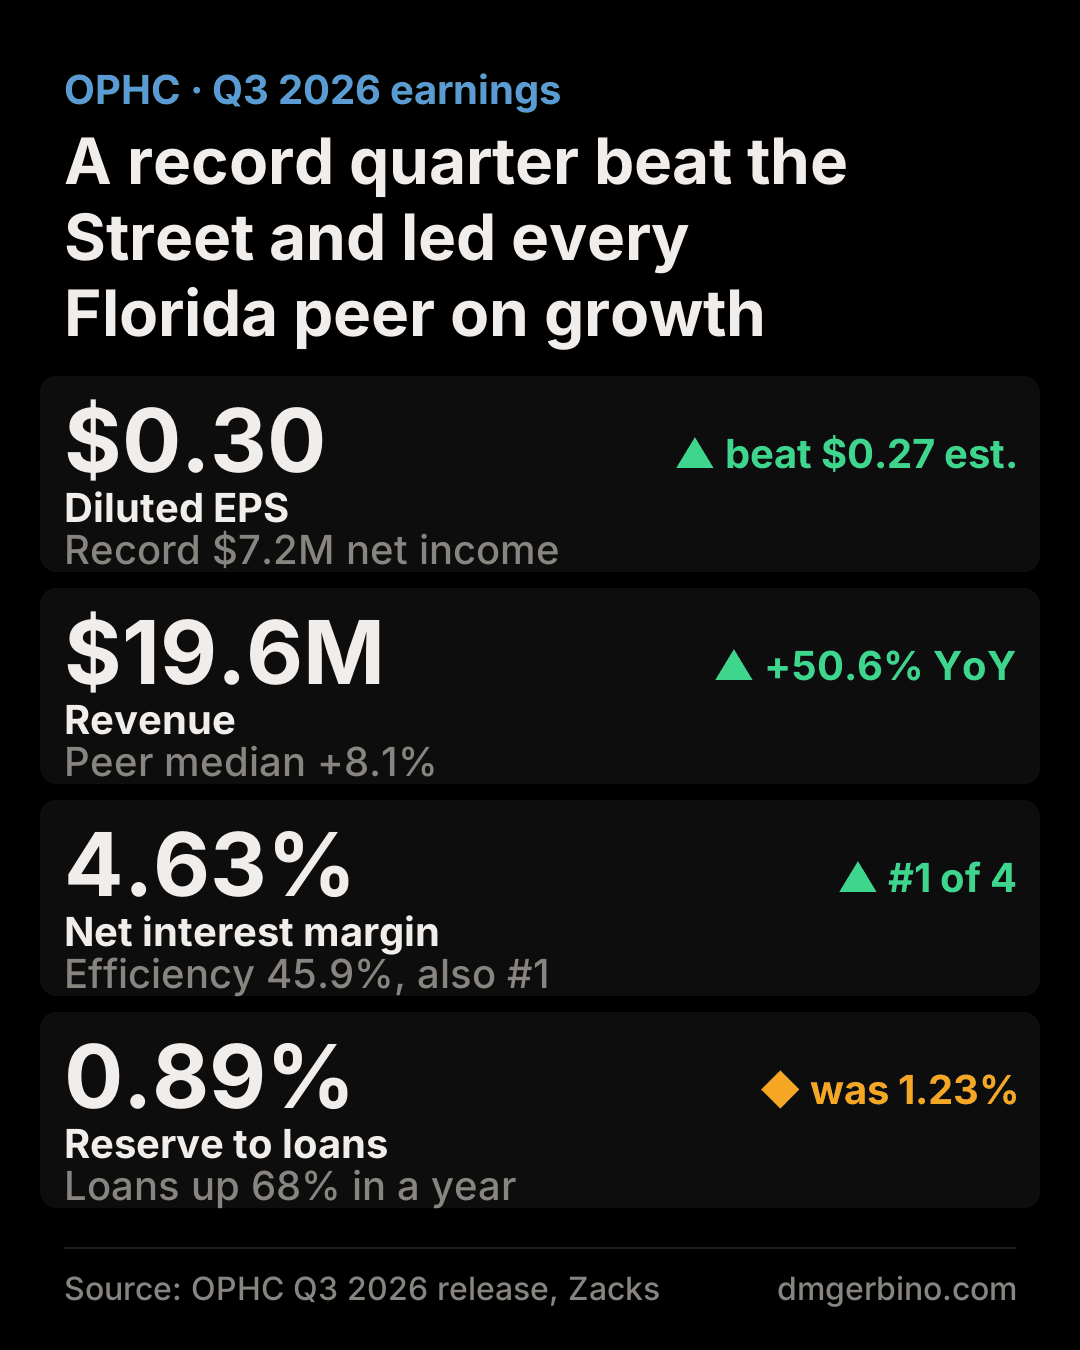 OPHC · Q3 2026 earnings
A record quarter beat the
Street and led every
Florida peer on growth
$0.30
▲ beat $0.27 est.
Diluted EPS
Record $7.2M net income
$19.6M
▲ +50.6% YoY
Revenue
Peer median +8.1%
4.63%
▲ #1 of 4
Net interest margin
Efficiency 45.9%, also #1
0.89%
◆ was 1.23%
Reserve to loans
Loans up 68% in a year
Source: OPHC Q3 2026 release, Zacks
dmgerbino.com